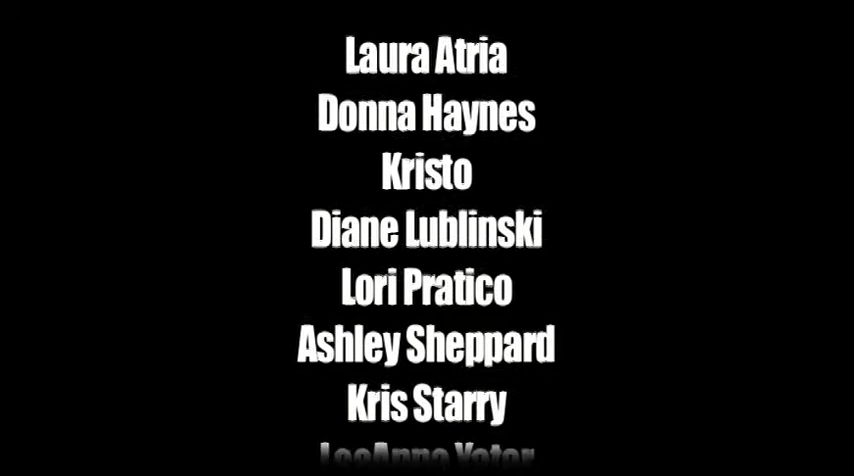 Laura Atria
Donna Haynes
Kristo
Diane Lublinski
Lori Pratico
Ashley Sheppard
Kris Starry